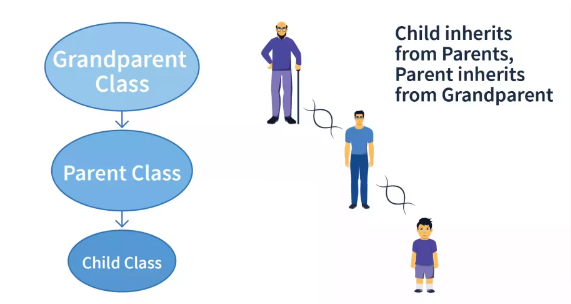 Grandparent
Class
Parent Class
Child Class
Child inherits
from Parents,
Parent inherits
from Grandparent